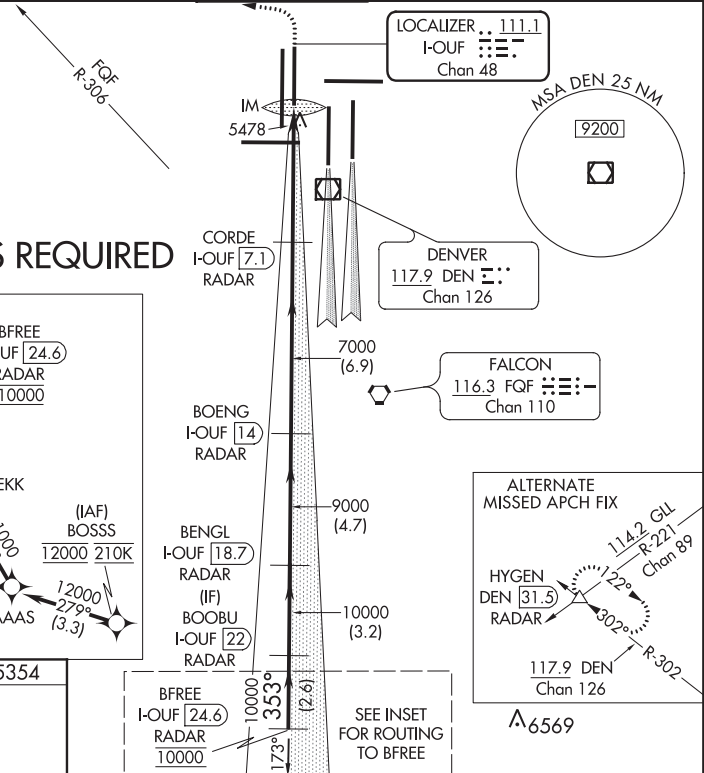 LOCALIZER 111.1
I-OUF
Chan 48
FQF
R-306
IM
5478
MSA DEN 25 NM
9200
S REQUIRED
CORDE
I-OUF 7.1
RADAR
DENVER
117.9 DEN
Chan 126
BFREE
UF 24.6
RADAR
10000
7000
(6.9)
FALCON
116.3 FQF
Chan 110
BOENG
I-OUF 14
RADAR
EKK
(IAF)
BOSSS
12000 210K
12000
279°
(3.3)
9000
(4.7)
BENGL
I-OUF 18.7
RADAR
(IF)
BOOBU
I-OUF 22
RADAR
10000
(3.2)
ALTERNATE
MISSED APCH FIX
114.2 GLL
R-221
Chan 89
HYGEN
DEN 31.5
RADAR
122°
302°
R-302
117.9 DEN
Chan 126
6569
5354
BFREE
I-OUF 24.6
RADAR
10000
10000
353°
(2.6)
173°
SEE INSET
FOR ROUTING
TO BFREE